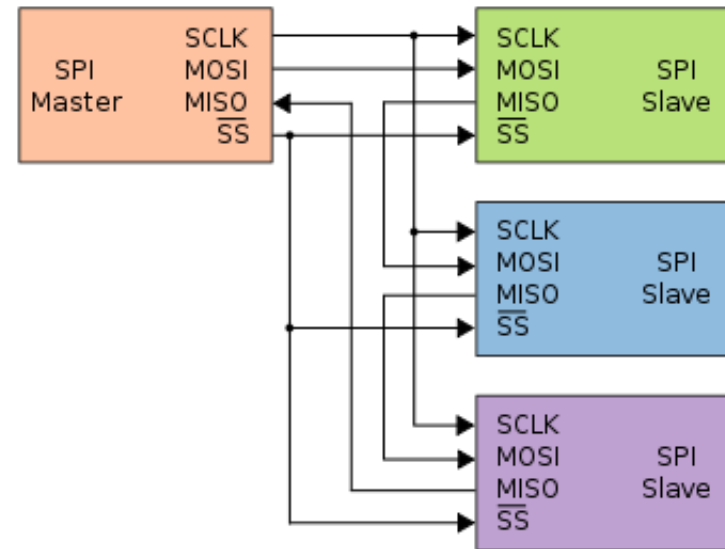 SPI
Master
SCLK
MOSI
MISO
SS
SCLK
MOSI
MISO
SS
SPI
Slave
SCLK
MOSI
MISO
SS
SPI
Slave
SCLK
MOSI
MISO
SS
SPI
Slave